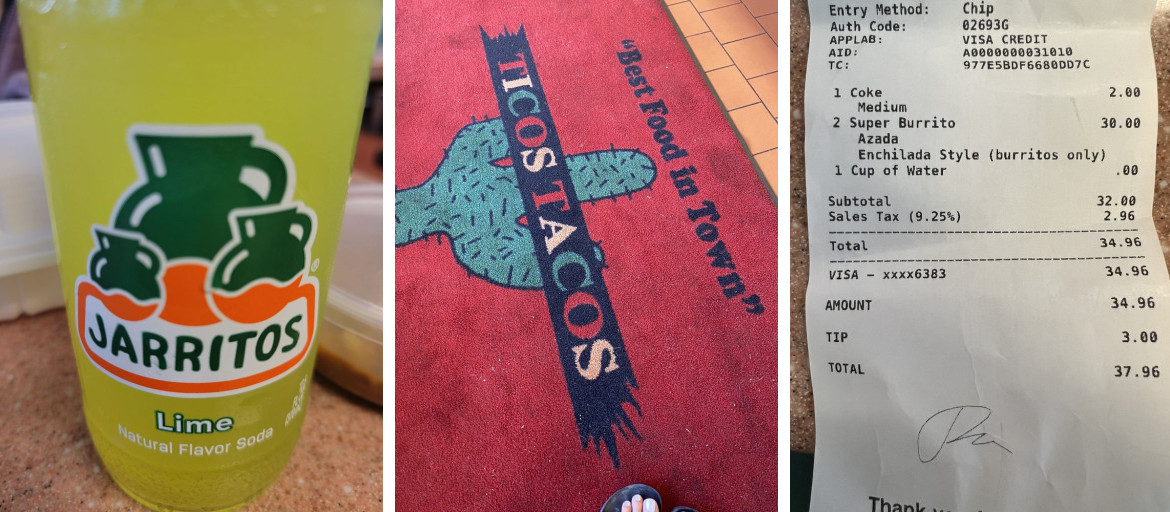 JARRITOS
®
Lime
Natural Flavor Soda
TICOS TACOS
"Best Food in Town"
Entry Method: Chip
Auth Code: 02693G
APPLAB: VISA CREDIT
AID: A0000000031010
TC: 977E5BDF6680DD7C
1 Coke 2.00
Medium
2 Super Burrito 30.00
Azada
Enchilada Style (burritos only)
1 Cup of Water .00
Subtotal 32.00
Sales Tax (9.25%) 2.96
Total 34.96
VISA - xxxx6383 34.96
AMOUNT 34.96
TIP 3.00
TOTAL 37.96
Thank